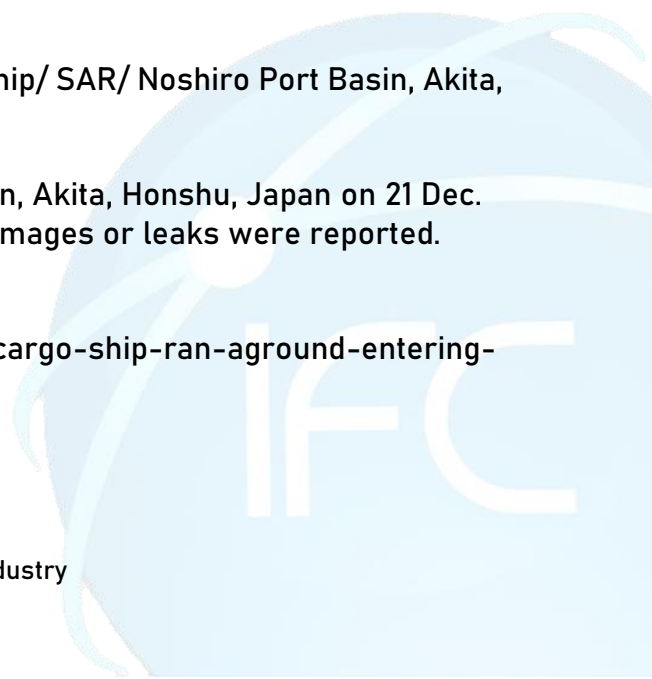 hip/ SAR/ Noshiro Port Basin, Akita,
n, Akita, Honshu, Japan on 21 Dec.
mages or leaks were reported.
cargo-ship-ran-aground-entering-
dustry
IFC